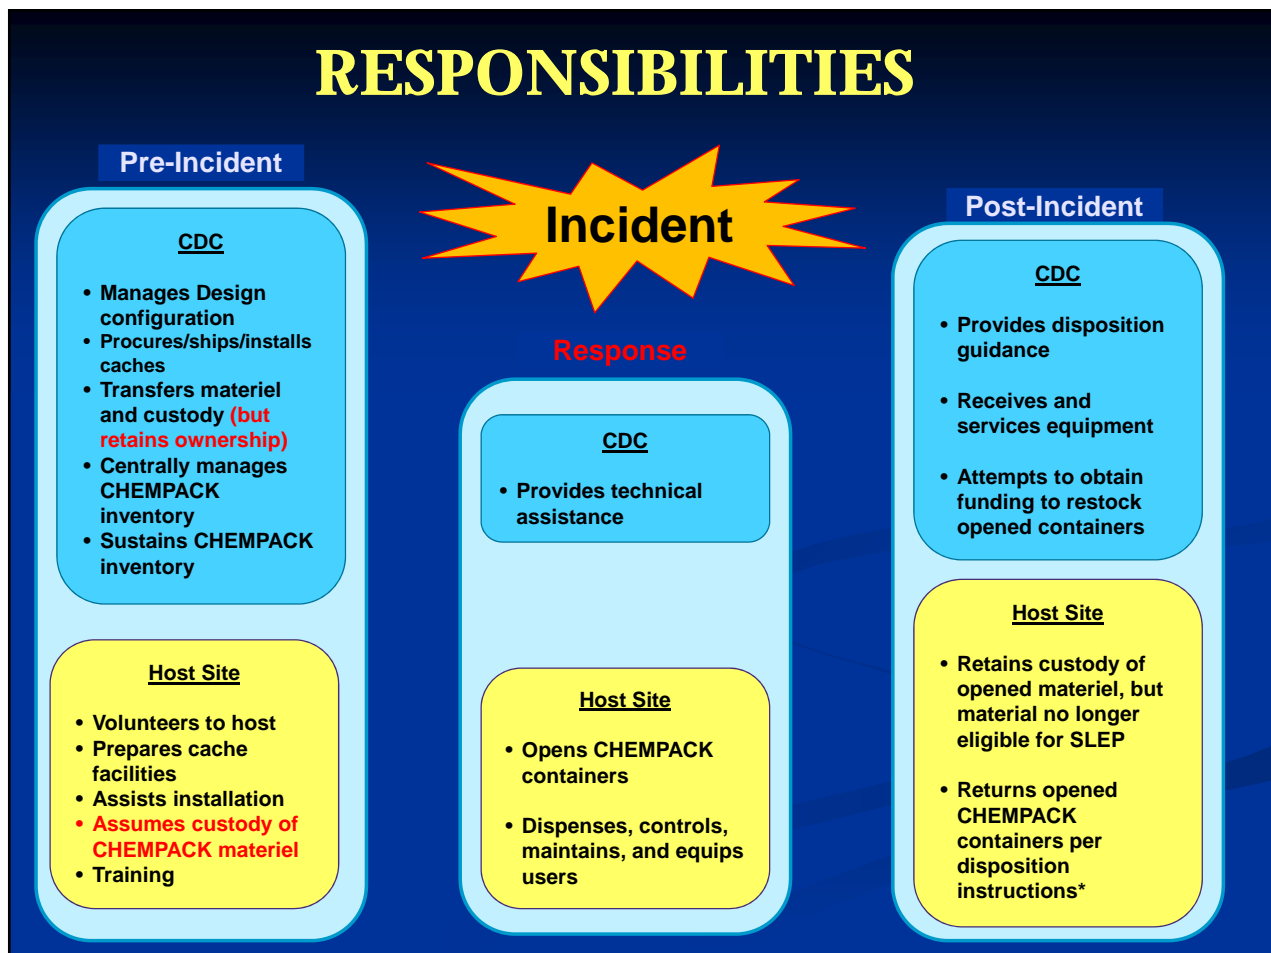 RESPONSIBILITIES
Pre-Incident
CDC
• Manages Design
configuration
• Procures/ships/installs
caches
• Transfers materiel
and custody (but
retains ownership)
• Centrally manages
CHEMPACK
inventory
• Sustains CHEMPACK
inventory
Host Site
• Volunteers to host
• Prepares cache
facilities
• Assists installation
• Assumes custody of
CHEMPACK materiel
• Training
Incident
Response
CDC
• Provides technical
assistance
Host Site
• Opens CHEMPACK
containers
• Dispenses, controls,
maintains, and equips
users
Post-Incident
CDC
• Provides disposition
guidance
• Receives and
services equipment
• Attempts to obtain
funding to restock
opened containers
Host Site
• Retains custody of
opened materiel, but
material no longer
eligible for SLEP
• Returns opened
CHEMPACK
containers per
disposition
instructions*